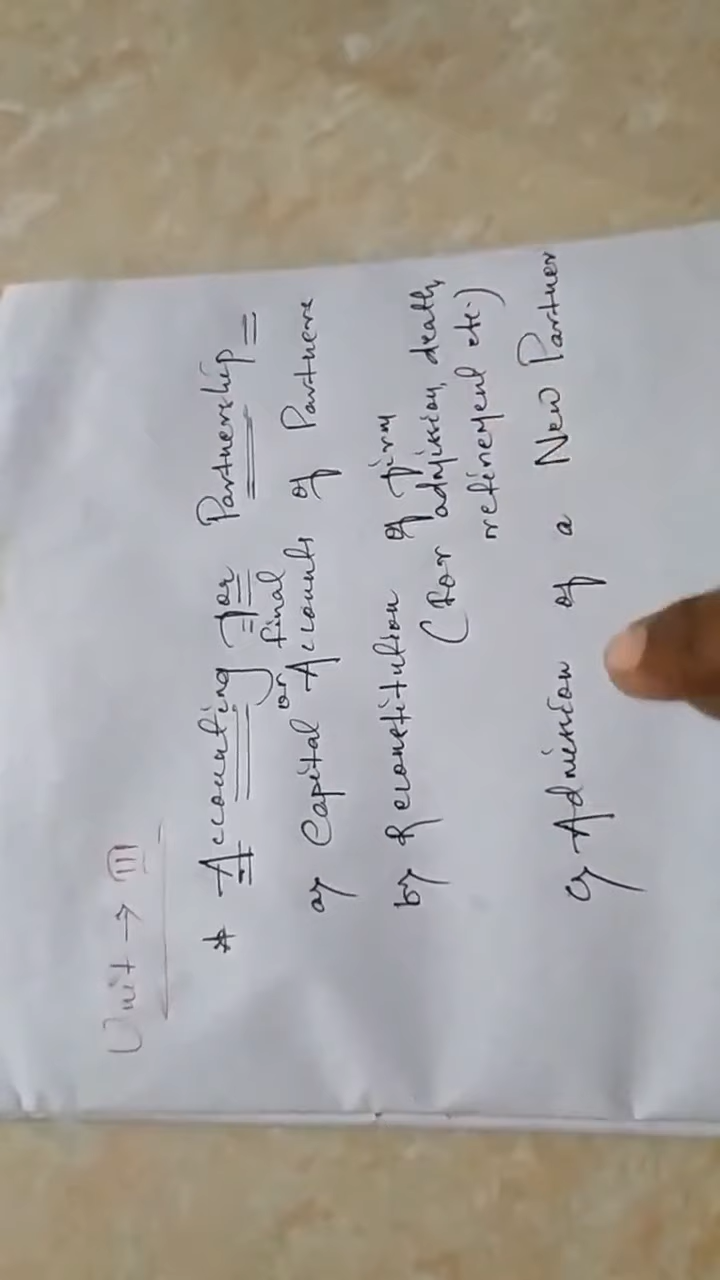 Unit → III
* Accounting for Partnership =
or final
a) Capital Accounts of Partners
b) Reconstitution of firm
(for admission, death,
retirement etc.)
c) Admission of a New Partner